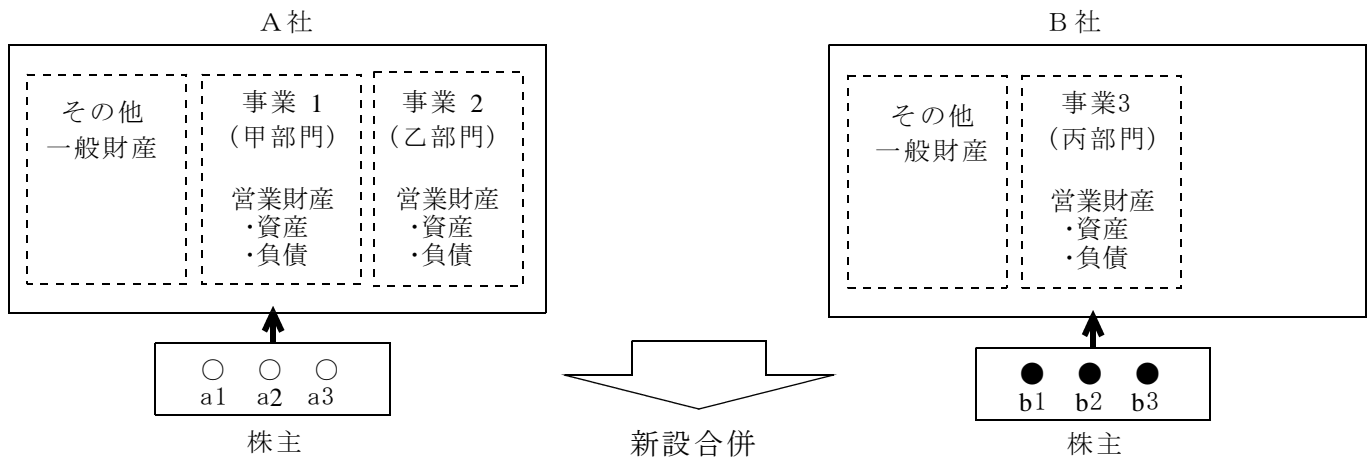 A社
その他
一般財産
事業 1
(甲部門)
営業財産
・資産
・負債
事業 2
(乙部門)
営業財産
・資産
・負債
○ ○ ○
a1 a2 a3
株主
B社
その他
一般財産
事業3
(丙部門)
営業財産
・資産
・負債
● ● ●
b1 b2 b3
株主
新設合併